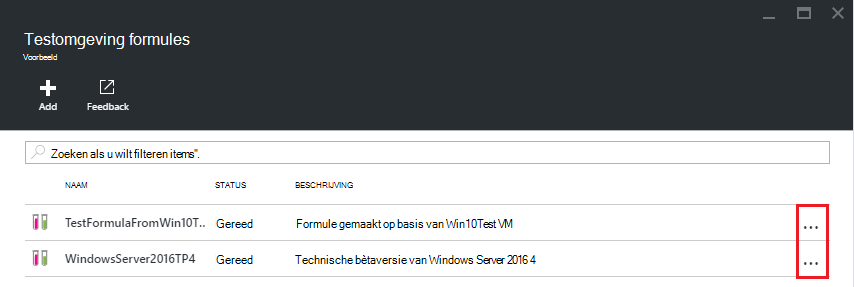 Testomgeving formules
Voorbeeld
Add Feedback
Zoeken als u wilt filteren items".
NAAM STATUS BESCHRIJVING
TestFormulaFromWin10T.. Gereed Formule gemaakt op basis van Win10Test VM ...
WindowsServer2016TP4 Gereed Technische bètaversie van Windows Server 2016 4 ...